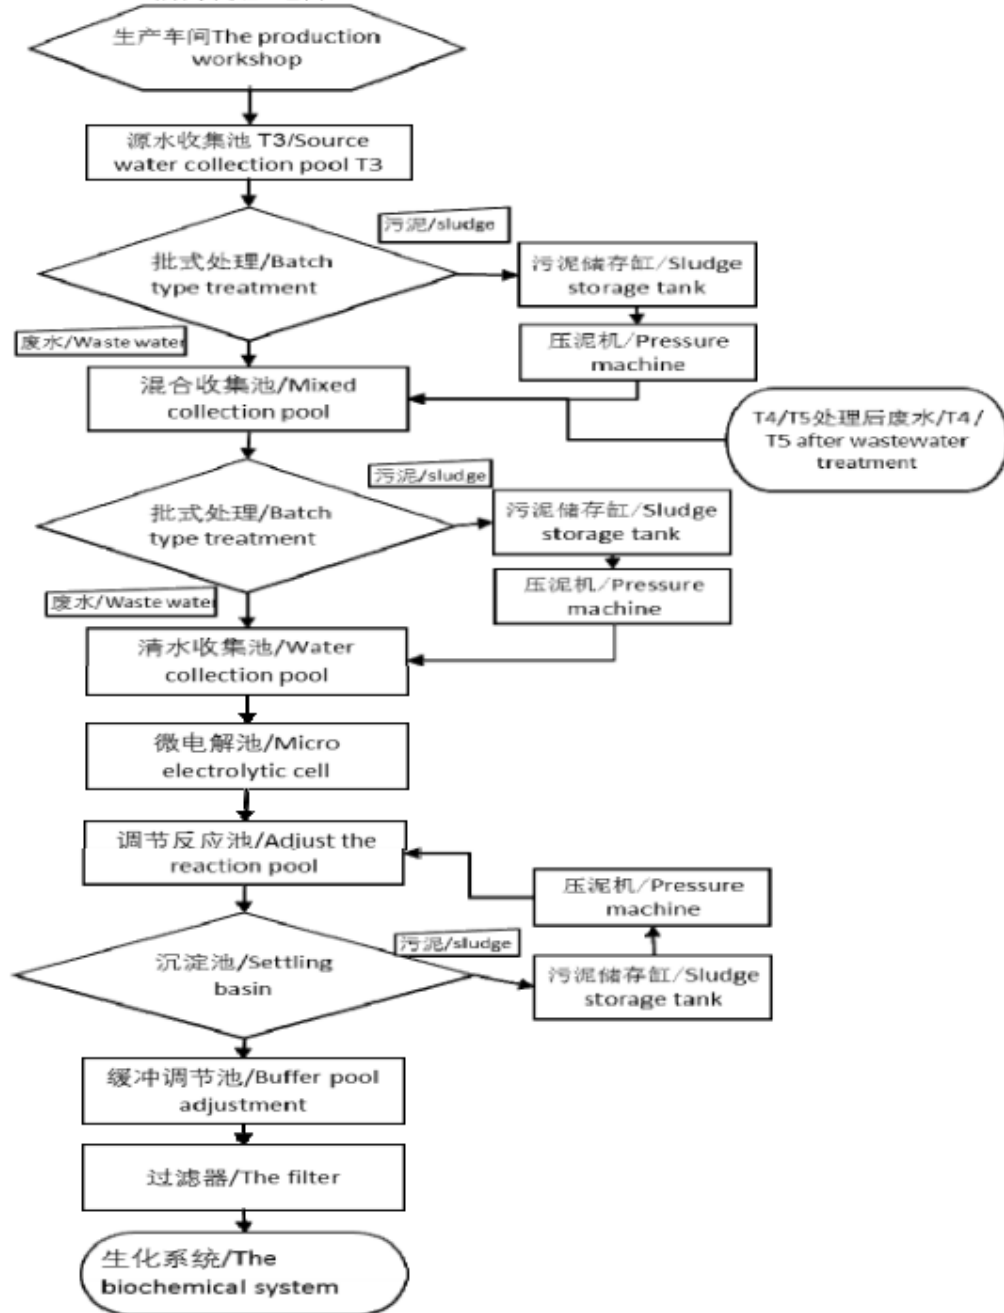 生产车间The production
workshop
源水收集池 T3/Source
water collection pool T3
污泥/sludge
批式处理/Batch
type treatment
污泥储存缸/Sludge
storage tank
废水/Waste water
压泥机/Pressure
machine
混合收集池/Mixed
collection pool
T4/T5处理后废水/T4/
T5 after wastewater
treatment
污泥/sludge
批式处理/Batch
type treatment
污泥储存缸/Sludge
storage tank
废水/Waste water
压泥机/Pressure
machine
清水收集池/Water
collection pool
微电解池/Micro
electrolytic cell
调节反应池/Adjust the
reaction pool
压泥机/Pressure
machine
污泥/sludge
沉淀池/Settling
basin
污泥储存缸/Sludge
storage tank
缓冲调节池/Buffer pool
adjustment
过滤器/The filter
生化系统/The
biochemical system